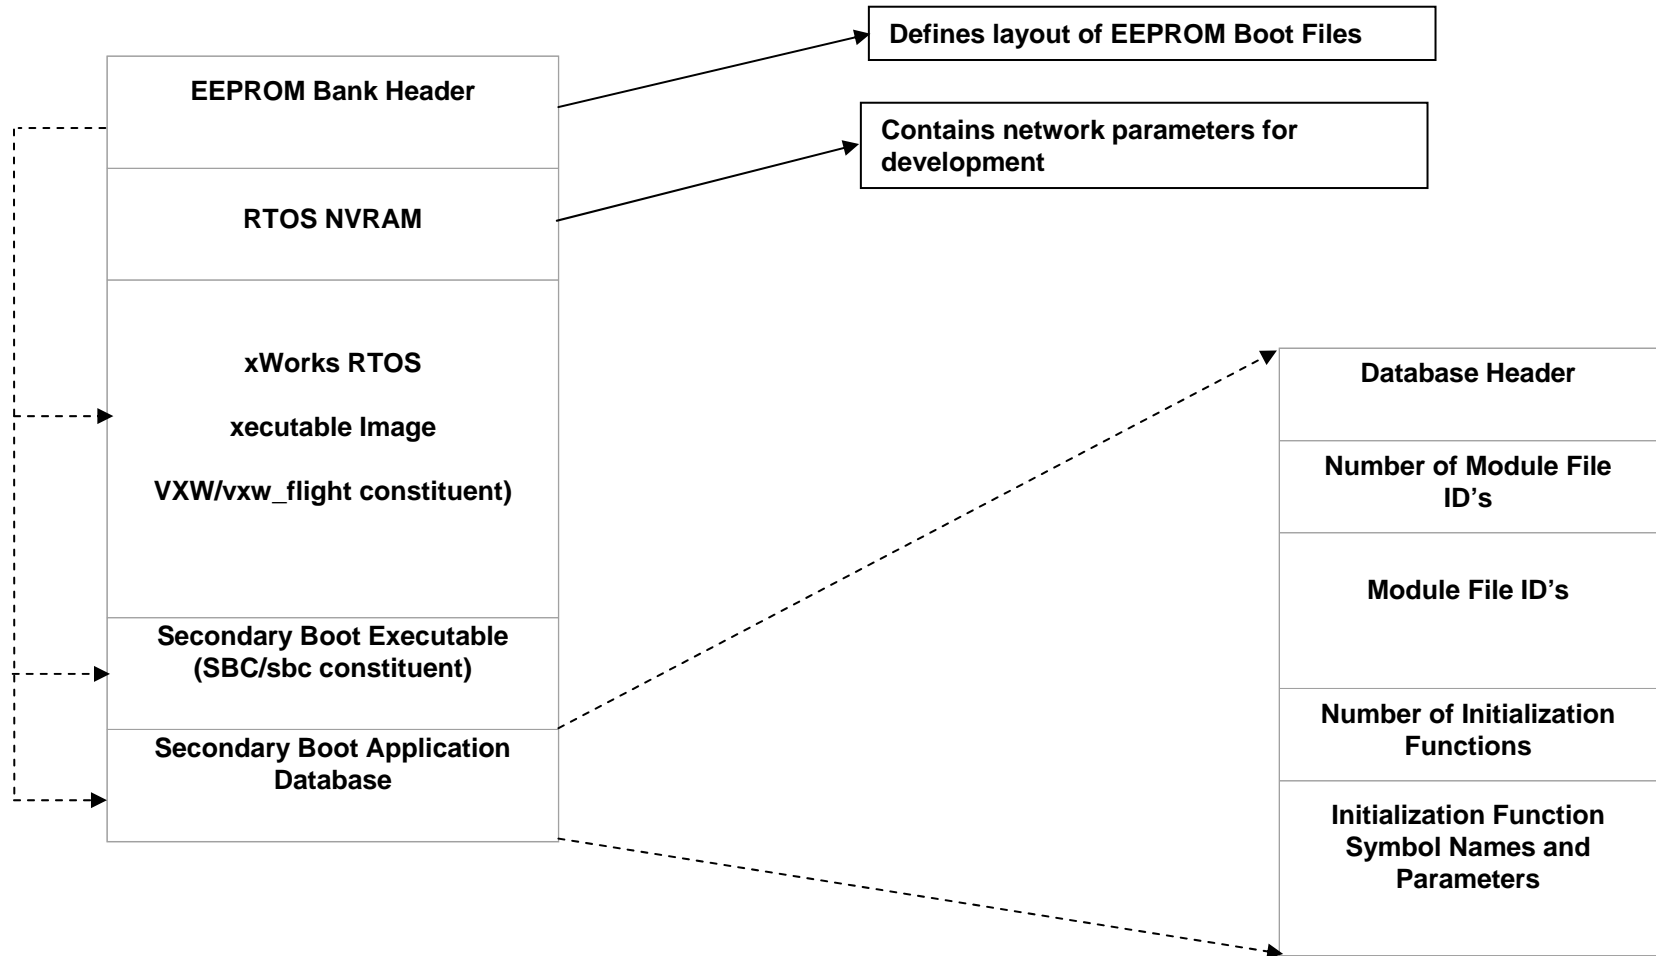 Defines layout of EEPROM Boot Files
EEPROM Bank Header
Contains network parameters for
development
RTOS NVRAM
xWorks RTOS
xecutable Image
VXW/vxw_flight constituent)
Secondary Boot Executable
(SBC/sbc constituent)
Secondary Boot Application
Database
Database Header
Number of Module File
ID’s
Module File ID’s
Number of Initialization
Functions
Initialization Function
Symbol Names and
Parameters